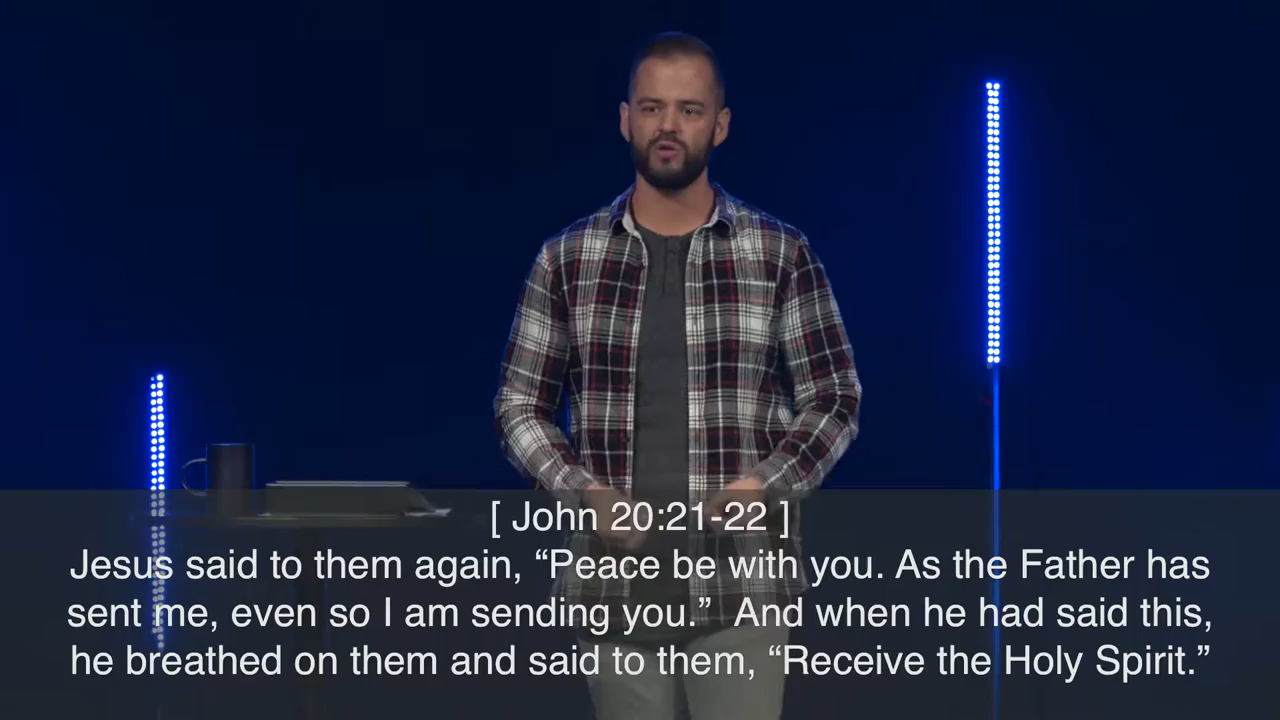 [ John 20:21-22 ]
Jesus said to them again, “Peace be with you. As the Father has
sent me, even so I am sending you.”  And when he had said this,
he breathed on them and said to them, “Receive the Holy Spirit.”